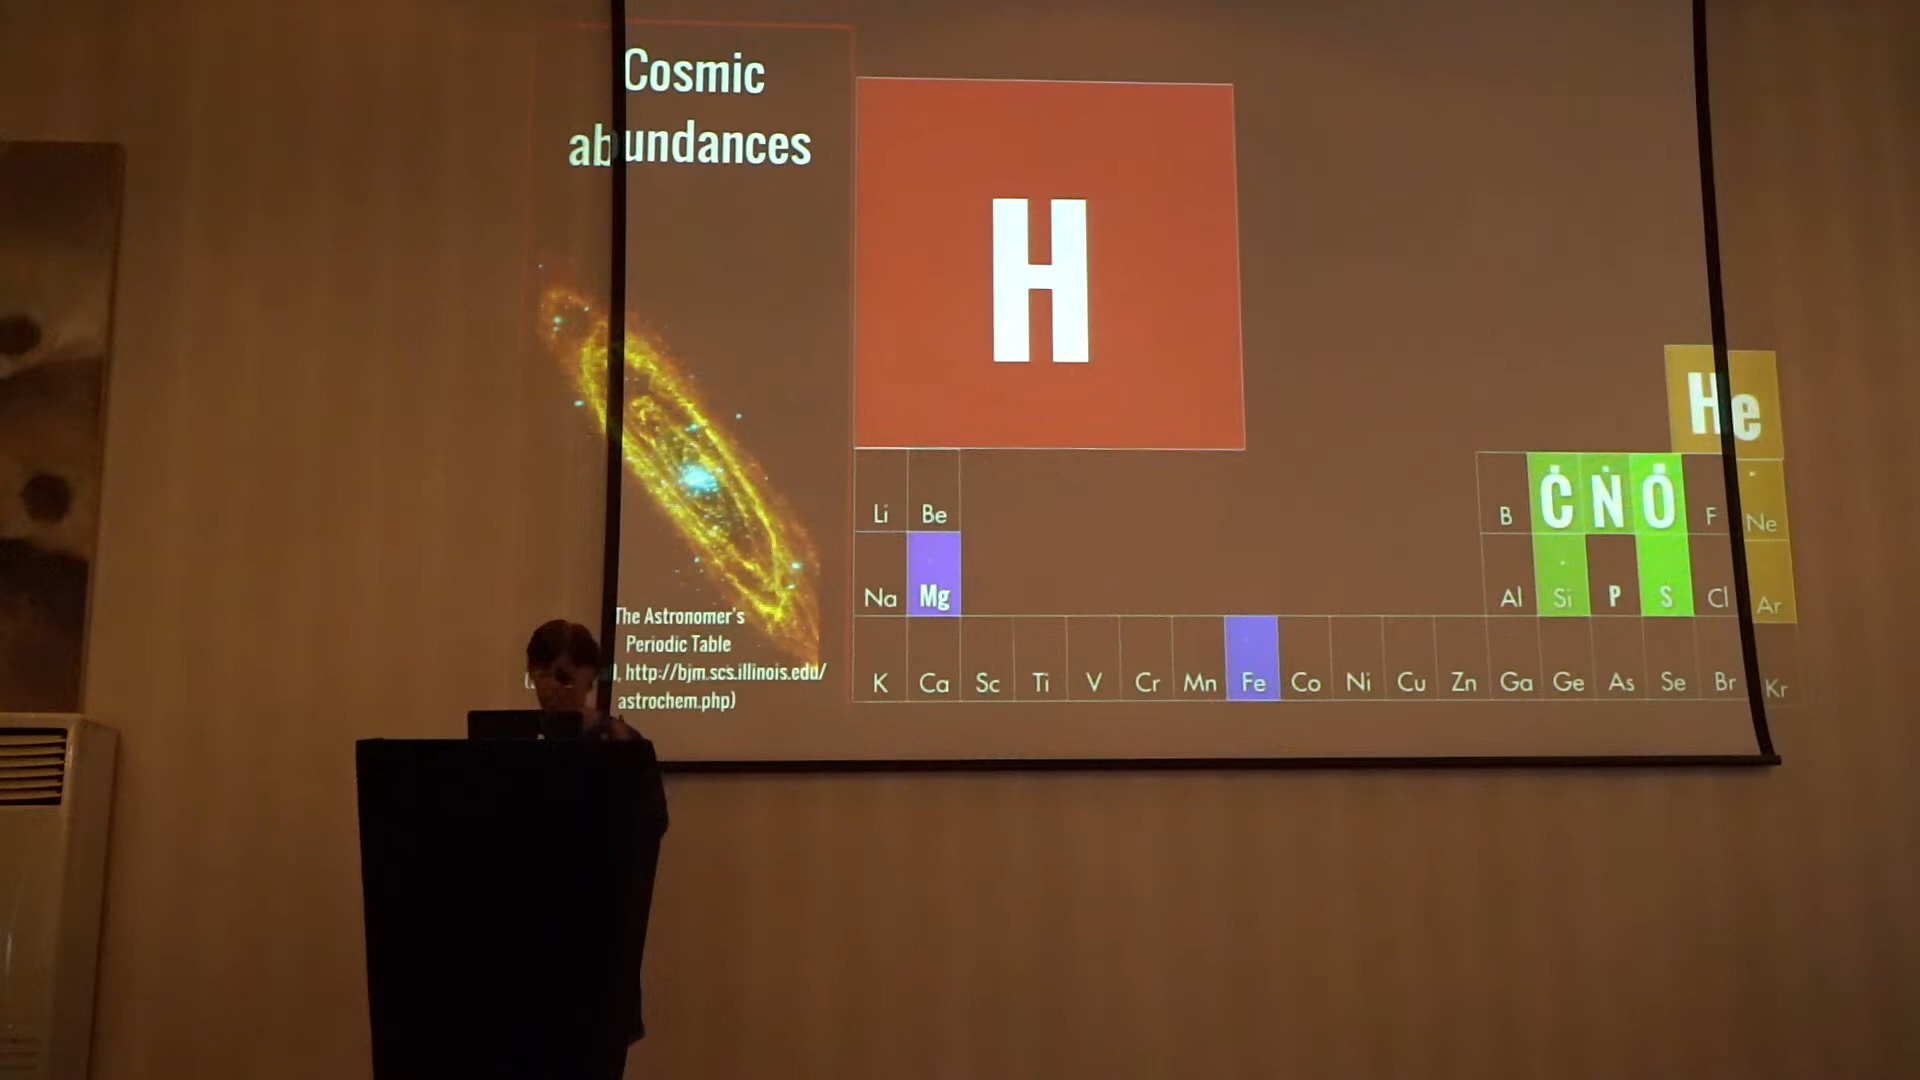 Cosmic
abundances
H
He
Li Be B C N O F Ne
Na Mg Al Si P S Cl Ar
K Ca Sc Ti V Cr Mn Fe Co Ni Cu Zn Ga Ge As Se Br Kr
The Astronomer's
Periodic Table
, http://bjm.scs.illinois.edu/
astrochem.php)